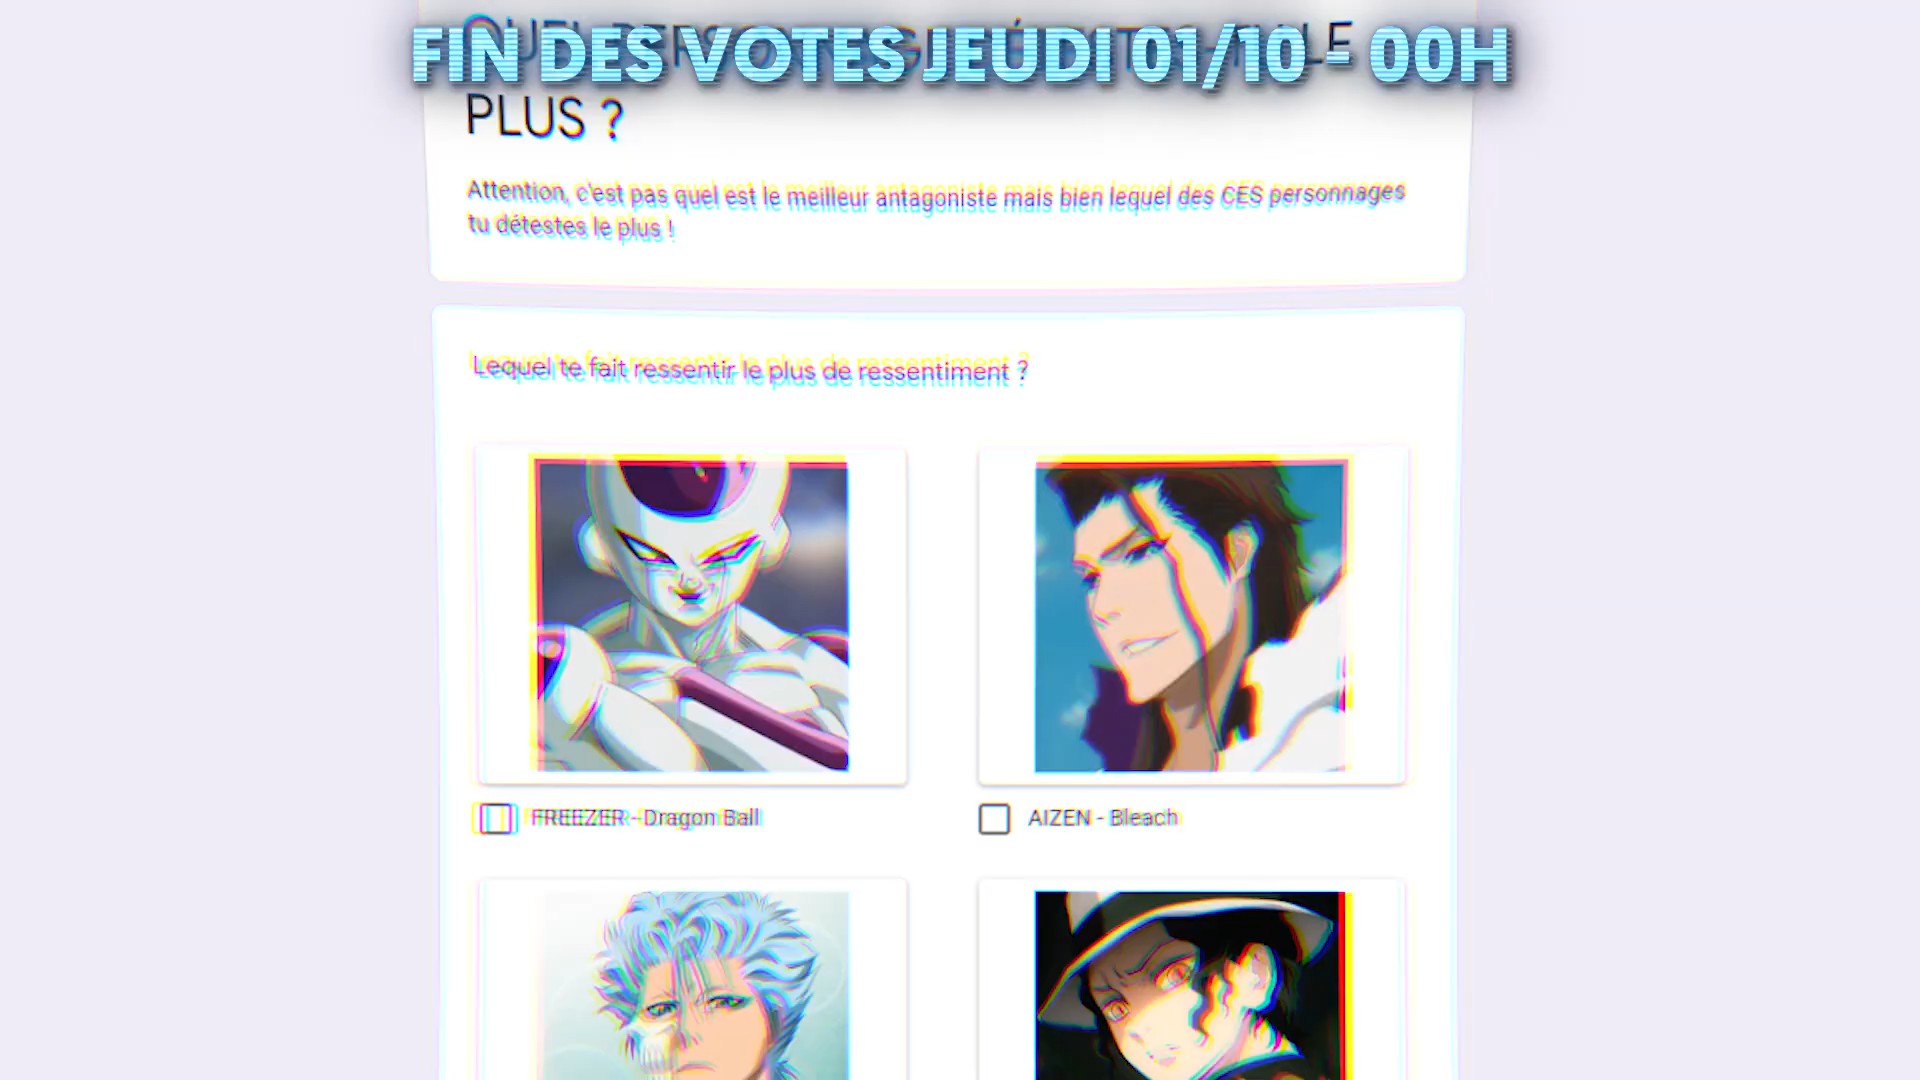 FIN DES VOTES JEUDI 01/10 - 00H
PLUS ?
Attention, c'est pas quel est le meilleur antagoniste mais bien lequel des CES personnages
tu détestes le plus !
Lequel te fait ressentir le plus de ressentiment ?
FREEZER - Dragon Ball
AIZEN - Bleach